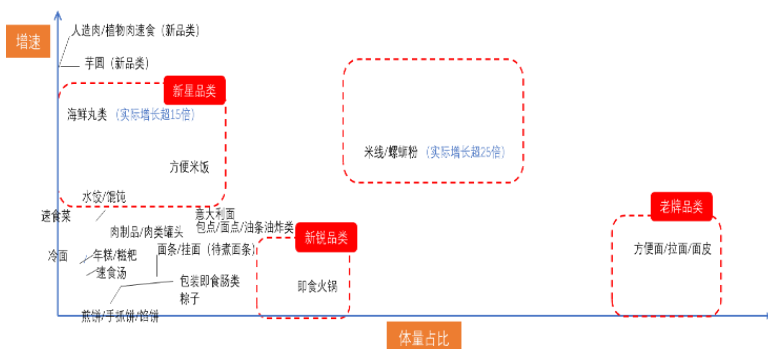 人造肉/植物肉速食（新品类）
增速
芋圆（新品类）
新星品类
海鲜丸类（实际增长超15倍）
米线/螺蛳粉（实际增长超25倍）
方便米饭
水饺/馄饨
速食菜
意大利面
老牌品类
包点/面点/油条油炸类
肉制品/肉类罐头
新锐品类
面条/挂面（待煮面条）
方便面/拉面/面皮
冷面
年糕/糍粑
速食汤
包装即食肠类
即食火锅
粽子
煎饼/手抓饼/馅饼
体量占比